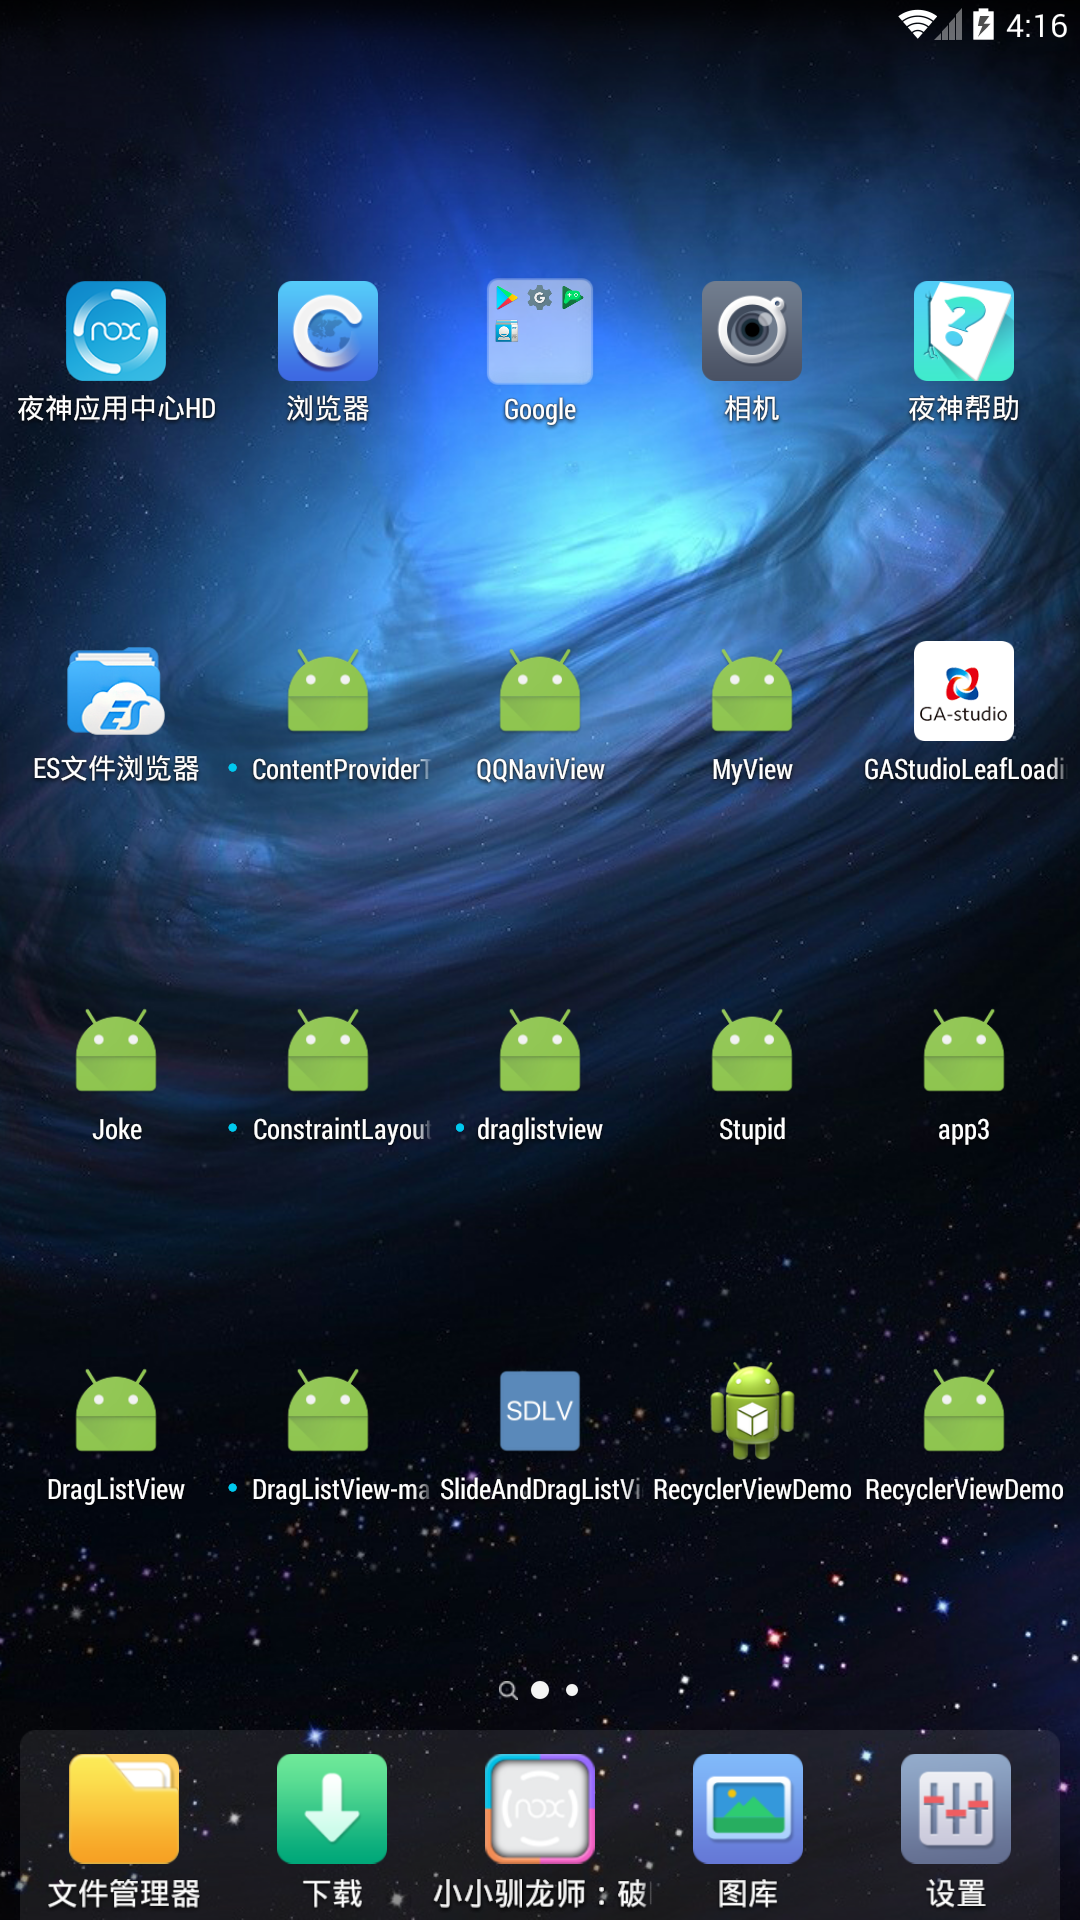 4:16
nox
夜神应用中心HD
浏览器
Google
相机
夜神帮助
ES
GA-studio
ES文件浏览器
ContentProviderT
QQNaviView
MyView
GAStudioLeafLoadi
Joke
ConstraintLayout
draglistview
Stupid
app3
SDLV
DragListView
DragListView-ma
SlideAndDragListVi
RecyclerViewDemo
RecyclerViewDemo
nox
文件管理器
下载
小小驯龙师：破
图库
设置